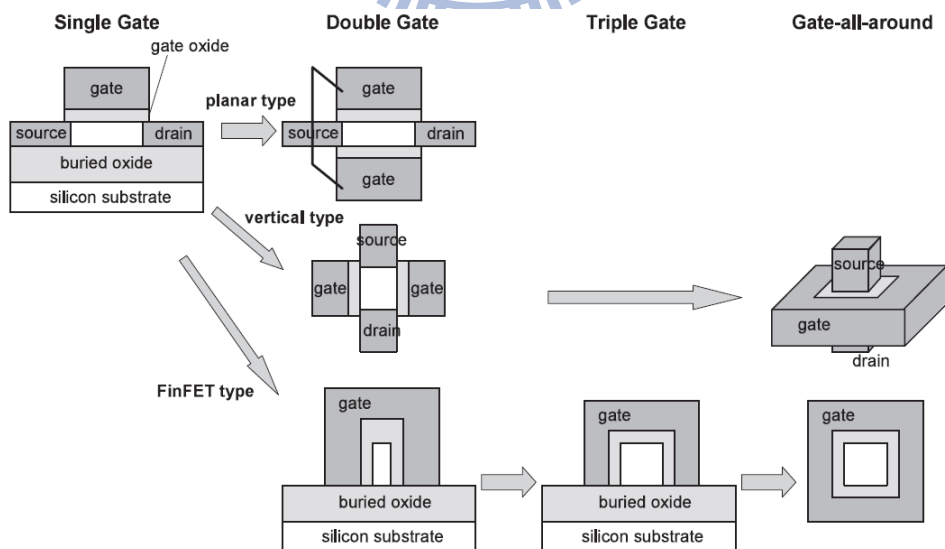 Single Gate
Double Gate
Triple Gate
Gate-all-around
gate oxide
gate
source
drain
buried oxide
silicon substrate
planar type
gate
source
drain
gate
vertical type
source
gate
gate
drain
source
gate
drain
FinFET type
gate
buried oxide
silicon substrate
gate
buried oxide
silicon substrate
gate